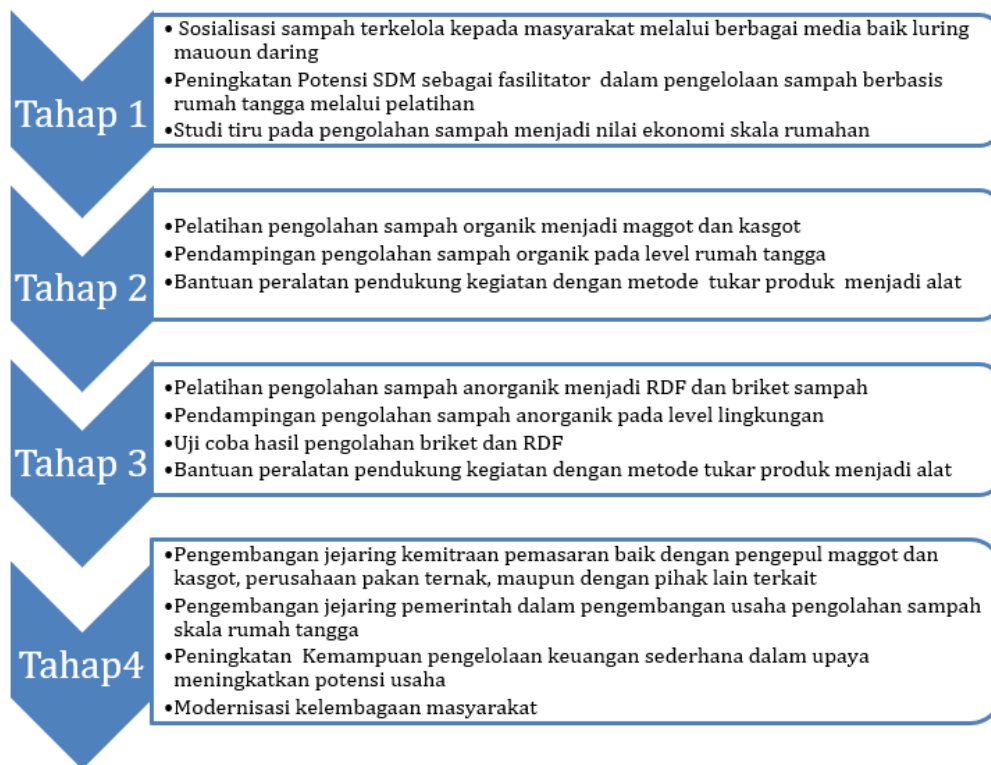 Tahap 1
• Sosialisasi sampah terkelola kepada masyarakat melalui berbagai media baik luring
mauoun daring
•Peningkatan Potensi SDM sebagai fasilitator dalam pengelolaan sampah berbasis
rumah tangga melalui pelatihan
•Studi tiru pada pengolahan sampah menjadi nilai ekonomi skala rumahan
Tahap 2
•Pelatihan pengolahan sampah organik menjadi maggot dan kasgot
•Pendampingan pengolahan sampah organik pada level rumah tangga
•Bantuan peralatan pendukung kegiatan dengan metode tukar produk menjadi alat
Tahap 3
•Pelatihan pengolahan sampah anorganik menjadi RDF dan briket sampah
•Pendampingan pengolahan sampah anorganik pada level lingkungan
•Uji coba hasil pengolahan briket dan RDF
•Bantuan peralatan pendukung kegiatan dengan metode tukar produk menjadi alat
Tahap4
•Pengembangan jejaring kemitraan pemasaran baik dengan pengepul maggot dan
kasgot, perusahaan pakan ternak, maupun dengan pihak lain terkait
•Pengembangan jejaring pemerintah dalam pengembangan usaha pengolahan sampah
skala rumah tangga
•Peningkatan Kemampuan pengelolaan keuangan sederhana dalam upaya
meningkatkan potensi usaha
•Modernisasi kelembagaan masyarakat